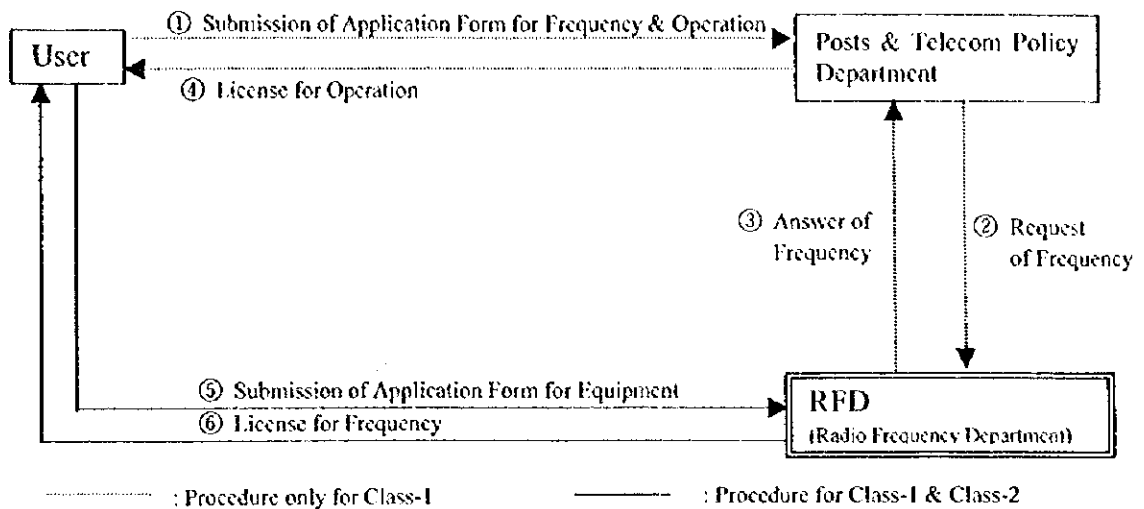 ① Submission of Application Form for Frequency & Operation
User
Posts & Telecom Policy
Department
④ License for Operation
③ Answer of
Frequency
② Request
of Frequency
⑤ Submission of Application Form for Equipment
⑥ License for Frequency
RFD
(Radio Frequency Department)
: Procedure only for Class-1
: Procedure for Class-1 & Class-2